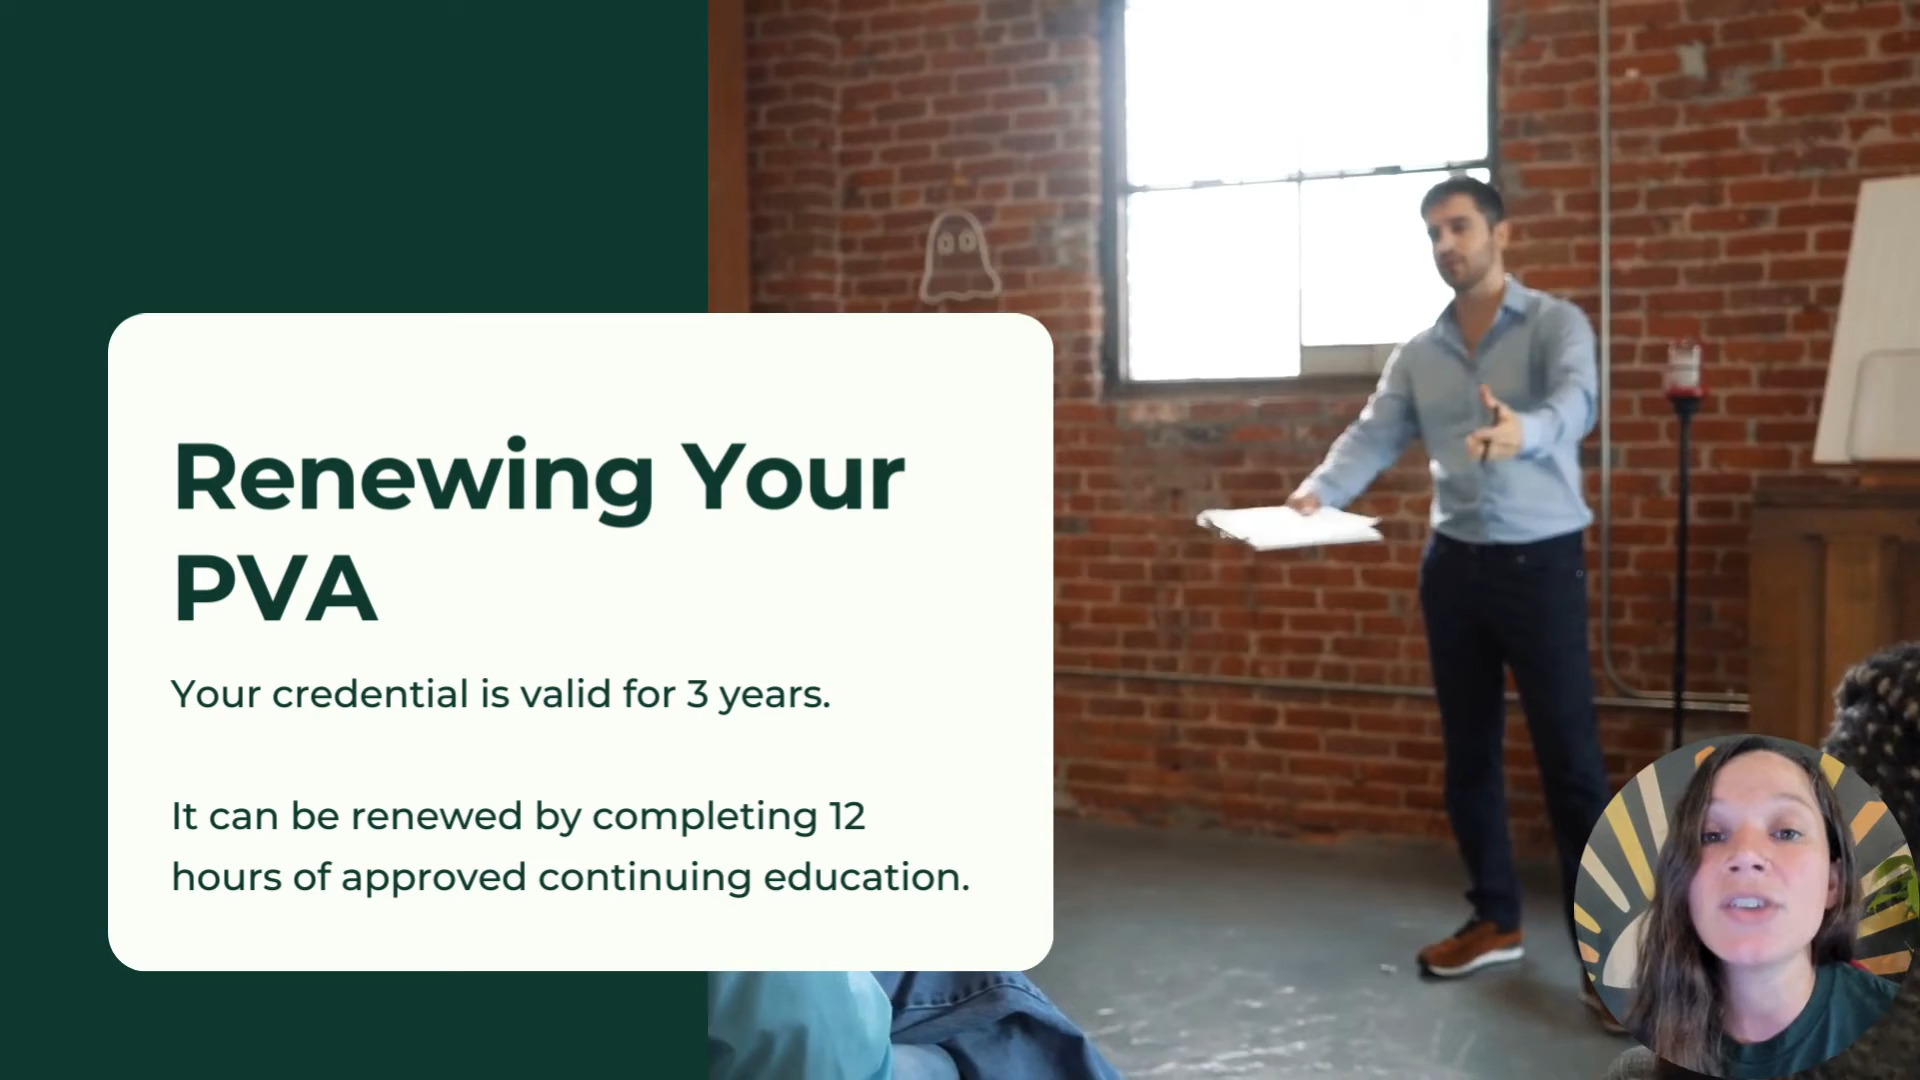 Renewing Your
PVA
Your credential is valid for 3 years.
It can be renewed by completing 12
hours of approved continuing education.